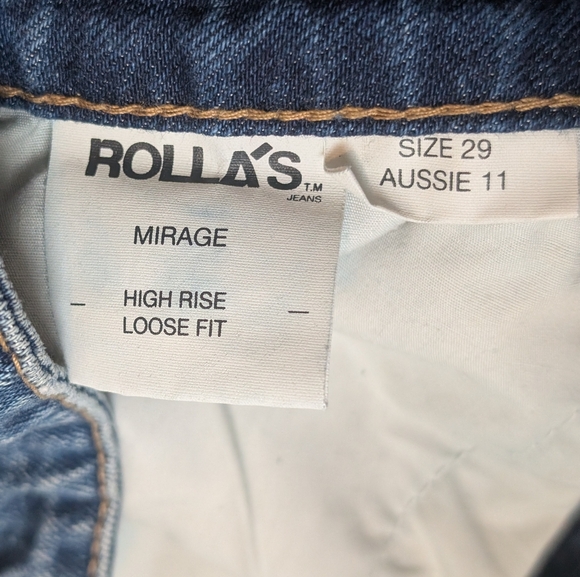 ROLLA'S T.M
JEANS
MIRAGE
HIGH RISE
LOOSE FIT
SIZE 29
AUSSIE 11